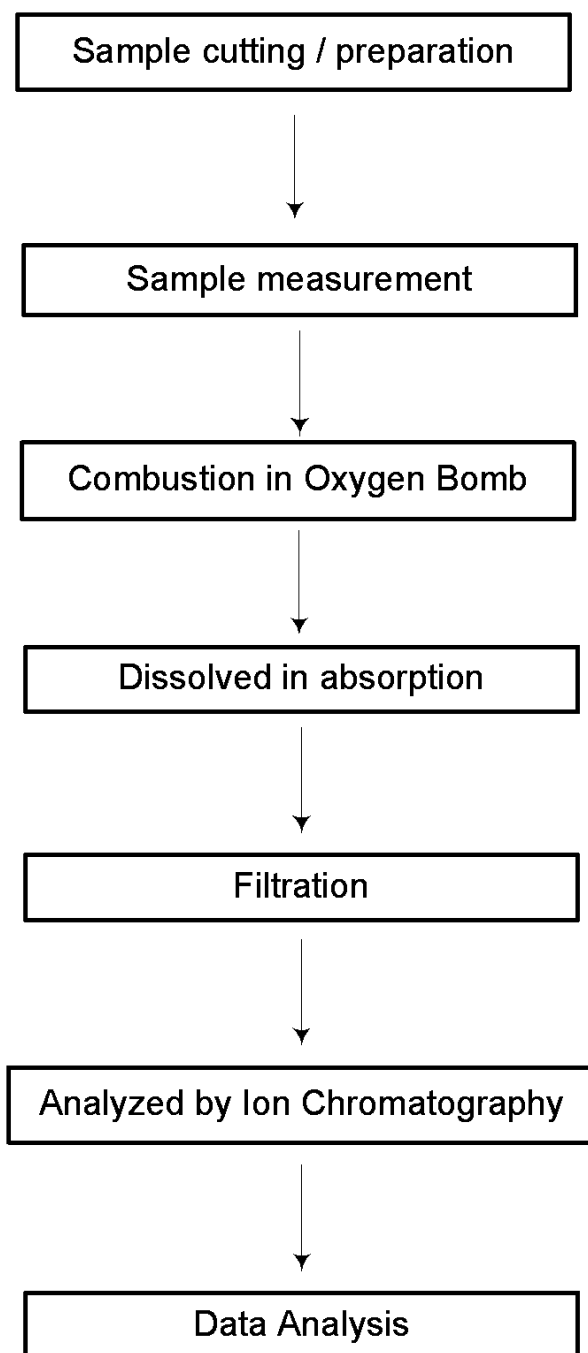 Sample cutting / preparation
Sample measurement
Combustion in Oxygen Bomb
Dissolved in absorption
Filtration
Analyzed by Ion Chromatography
Data Analysis